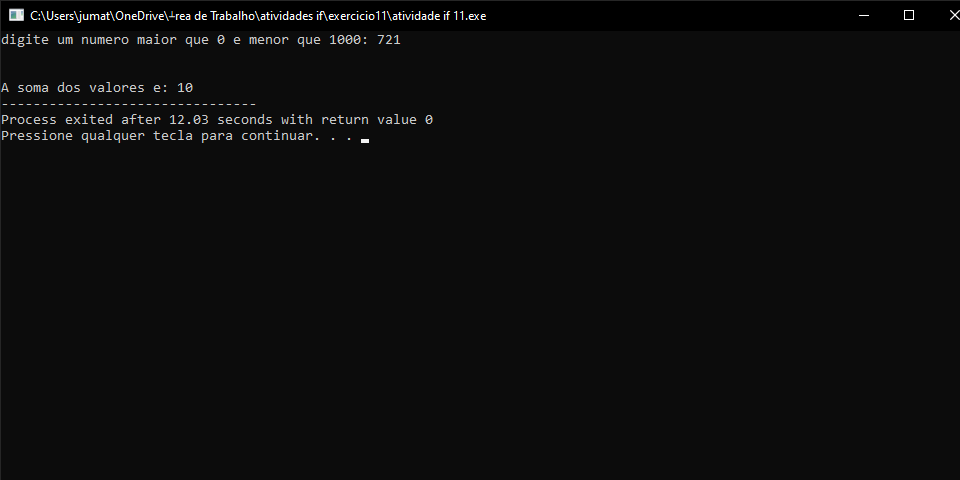 C:\Users\jumat\OneDrive\┴rea de Trabalho\atividades if\exercicio11\atividade if 11.exe
digite um numero maior que 0 e menor que 1000: 721
A soma dos valores e: 10
--------------------------------
Process exited after 12.03 seconds with return value 0
Pressione qualquer tecla para continuar. . .